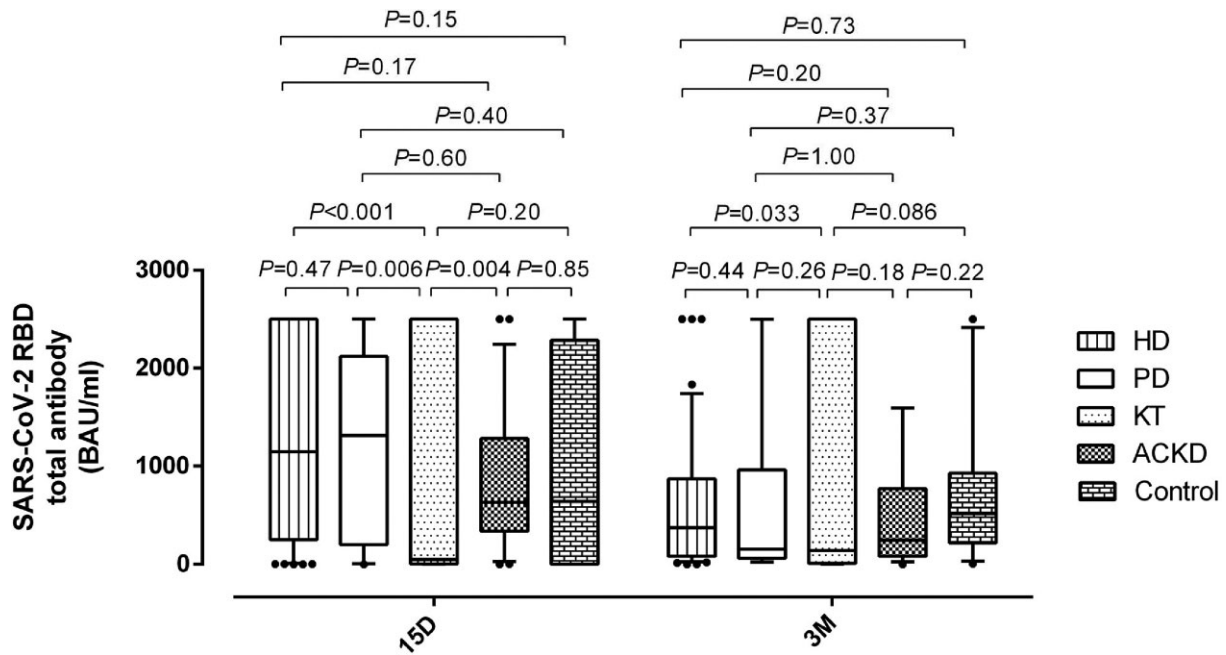 P=0.15
P=0.73
P=0.17
P=0.20
P=0.40
P=0.37
P=0.60
P=1.00
P<0.001
P=0.20
P=0.033
P=0.086
P=0.47
P=0.006
P=0.004
P=0.85
P=0.44
P=0.26
P=0.18
P=0.22
SARS-CoV-2 RBD
total antibody
(BAU/ml)
3000
2000
1000
0
15D
3M
HD
PD
KT
ACKD
Control